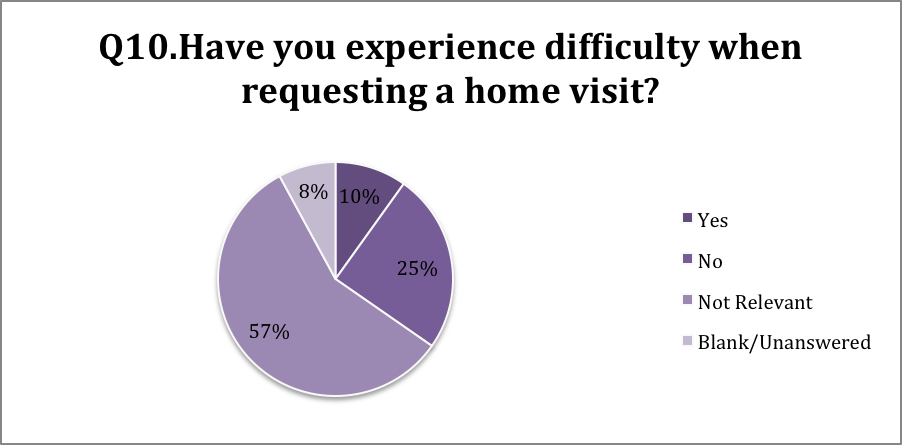 Q10.Have you experience difficulty when
requesting a home visit?
8%
10%
25%
57%
Yes
No
Not Relevant
Blank/Unanswered